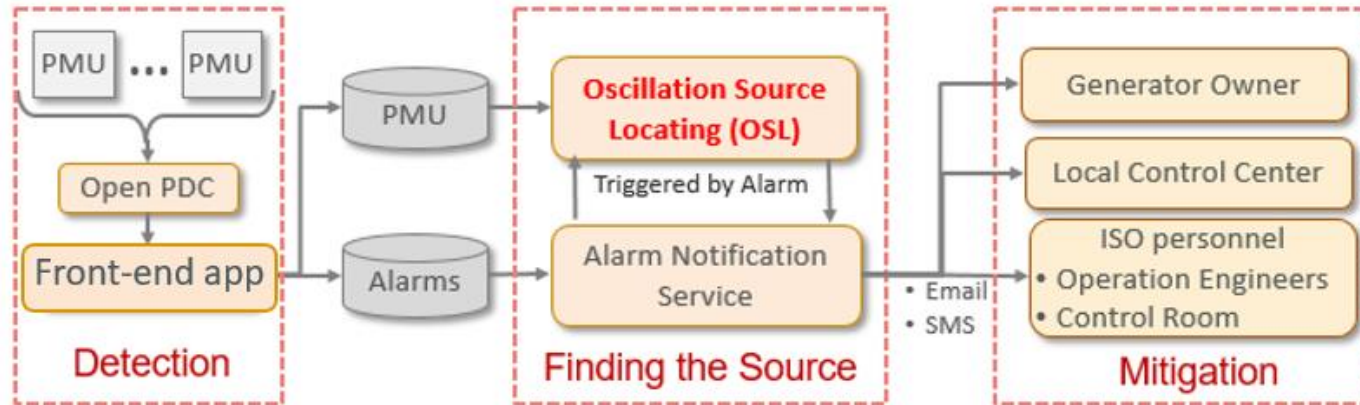 PMU ... PMU
Open PDC
Front-end app
Detection
PMU
Alarms
Oscillation Source
Locating (OSL)
Triggered by Alarm
Alarm Notification
Service
Finding the Source
• Email
• SMS
Generator Owner
Local Control Center
ISO personnel
• Operation Engineers
• Control Room
Mitigation